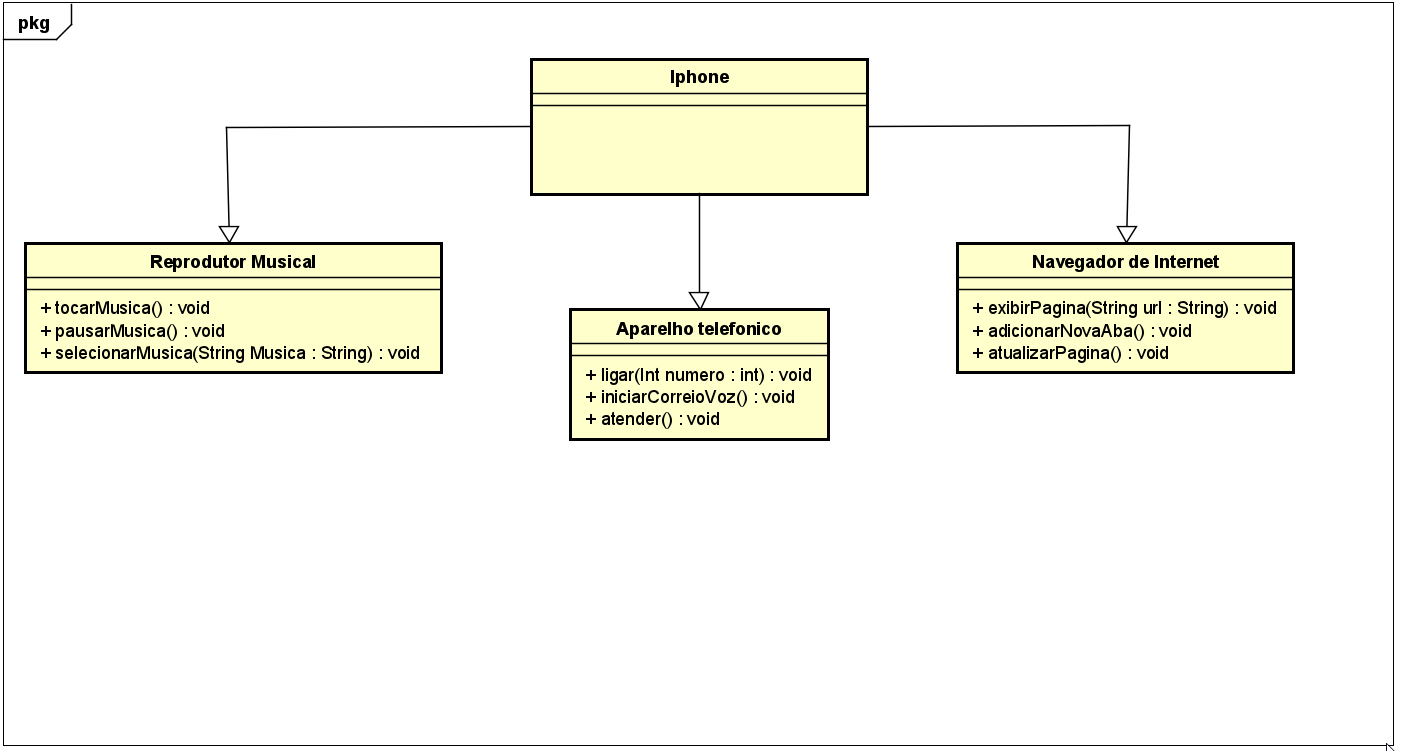 pkg
Iphone
Reprodutor Musical
+ tocarMusica() : void
+ pausarMusica() : void
+ selecionarMusica(String Musica : String) : void
Aparelho telefonico
+ ligar(Int numero : int) : void
+ iniciarCorreioVoz() : void
+ atender() : void
Navegador de Internet
+ exibirPagina(String url : String) : void
+ adicionarNovaAba() : void
+ atualizarPagina() : void